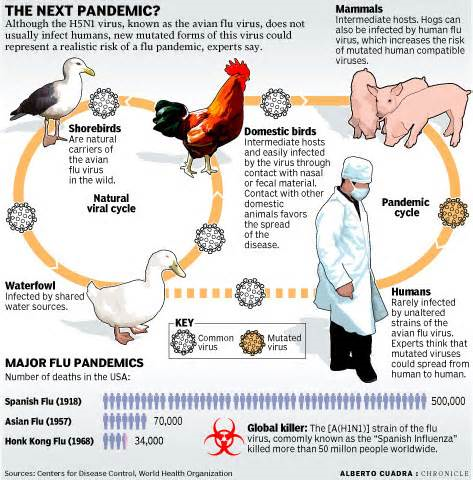 THE NEXT PANDEMIC?
Although the H5N1 virus, known as the avian flu virus, does not
usually infect humans, new mutated forms of this virus could
represent a realistic risk of a flu pandemic, experts say.
Mammals
Intermediate hosts. Hogs can
also be infected by human flu
virus, which increases the risk
of mutated human compatible
viruses.
Shorebirds
Are natural
carriers of
the avian
flu virus
in the wild.
Domestic birds
Intermediate hosts
and easily infected
by the virus through
contact with nasal
or fecal material.
Contact with other
domestic
animals favors
the spread
of the
disease.
Natural
viral cycle
Pandemic
cycle
Waterfowl
Infected by shared
water sources.
Humans
Rarely infected
by unaltered
strains of the
avian flu virus.
Experts think that
mutated viruses
could spread from
human to human.
KEY
Common
virus
Mutated
virus
MAJOR FLU PANDEMICS
Number of deaths in the USA:
Spanish Flu (1918)
500,000
Asian Flu (1957)
70,000
Honk Kong Flu (1968)
34,000
Global killer: The [A(H1N1)] strain of the flu
virus, comomly known as the "Spanish Influenza"
killed more than 50 millon people worldwide.
Sources: Centers for Disease Control, World Health Organization
ALBERTO CUADRA : CHRONICLE